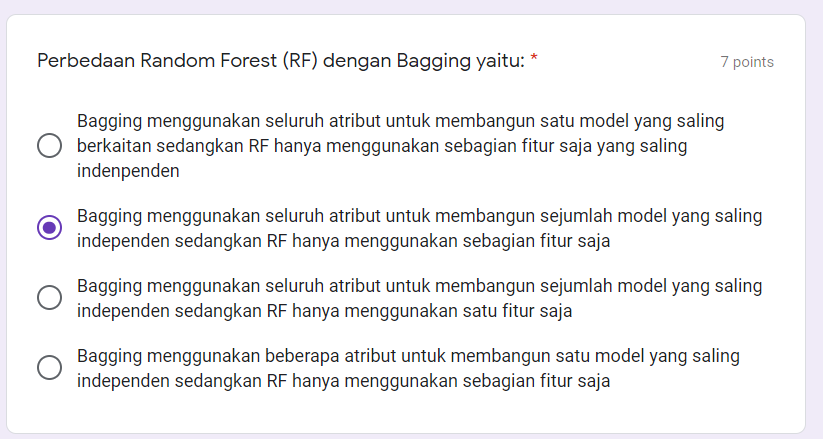 Perbedaan Random Forest (RF) dengan Bagging yaitu: *
7 points
Bagging menggunakan seluruh atribut untuk membangun satu model yang saling
berkaitan sedangkan RF hanya menggunakan sebagian fitur saja yang saling
indenpenden
Bagging menggunakan seluruh atribut untuk membangun sejumlah model yang saling
independen sedangkan RF hanya menggunakan sebagian fitur saja
Bagging menggunakan seluruh atribut untuk membangun sejumlah model yang saling
independen sedangkan RF hanya menggunakan satu fitur saja
Bagging menggunakan beberapa atribut untuk membangun satu model yang saling
independen sedangkan RF hanya menggunakan sebagian fitur saja